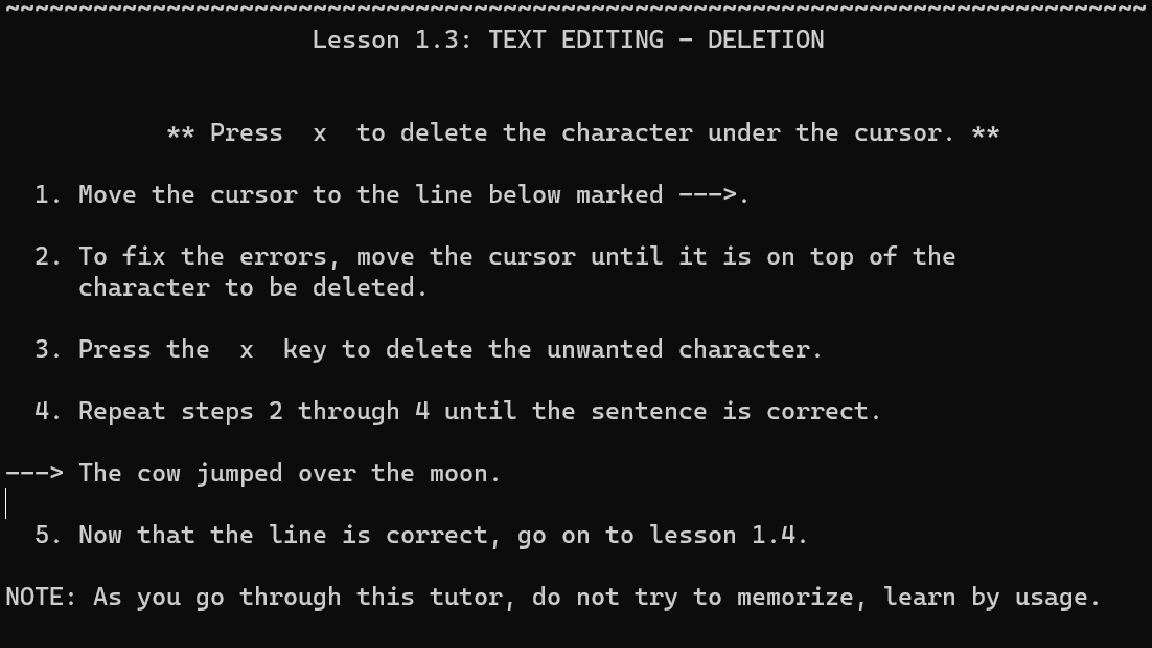 ~~~~~~~~~~~~~~~~~~~~~~~~~~~~~~~~~~~~~~~~~~~~~~~~~~~~~~~~~~~~~~~~~~~~~~~~~~~~~~
Lesson 1.3: TEXT EDITING - DELETION
** Press  x  to delete the character under the cursor. **
1. Move the cursor to the line below marked --->.
2. To fix the errors, move the cursor until it is on top of the
character to be deleted.
3. Press the  x  key to delete the unwanted character.
4. Repeat steps 2 through 4 until the sentence is correct.
---> The cow jumped over the moon.
5. Now that the line is correct, go on to lesson 1.4.
NOTE: As you go through this tutor, do not try to memorize, learn by usage.